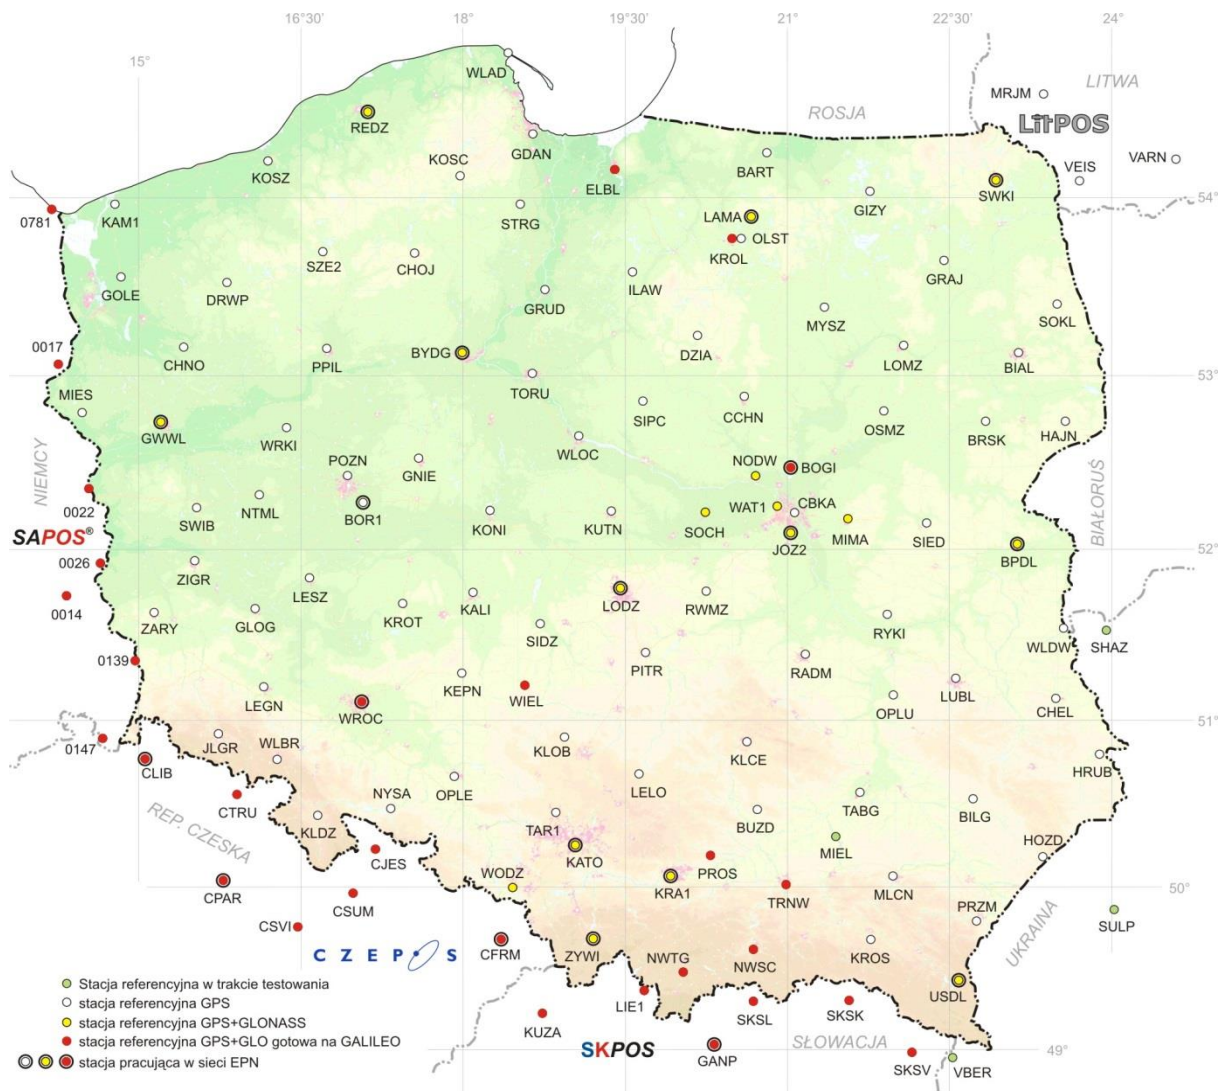 16°30'
18°
19°30'
21°
22°30'
24°
15°
WLAD
MRJM
LITWA
ROSJA
LitPOS
REDZ
GDAN
KOSC
KOSZ
ELBL
BART
VEIS
VARN
SWKI
54°
0781
KAM1
STRG
LAMA
GIZY
OLST
KROL
SZE2
CHOJ
GRAJ
GOLE
DRWP
GRUD
ILAW
MYSZ
SOKL
0017
CHNO
PPIL
BYDG
DZIA
LOMZ
BIAL
53°
MIES
TORU
SIPC
CCHN
GWWL
WRKI
WLOC
OSMZ
BRSK
HAJN
NIEMCY
POZN
GNIE
NODW
BOGI
0022
SWIB
NTML
BOR1
KONI
KUTN
SOCH
WAT1
CBKA
MIMA
SIED
BIAŁORUŚ
SAPOS®
JOZ2
BPDL
52°
0026
ZIGR
0014
ZARY
GLOG
LESZ
KROT
KALI
SIDZ
LODZ
RWMZ
RYKI
WLDW
SHAZ
0139
LEGN
WROC
KEPN
WIEL
PITR
RADM
OPLU
LUBL
CHEL
51°
0147
JLGR
WLBR
KLOB
KLCE
HRUB
CLIB
CTRU
NYSA
OPLE
LELO
TABG
BILG
REP. CZESKA
KLDZ
TAR1
BUZD
MIEL
HOZD
CJES
KATO
PROS
CPAR
CSUM
WODZ
KRA1
TRNW
MLCN
50°
CSVI
PRZM
SULP
CZEPOS
CFRM
ZYWI
NWTG
NWSC
KROS
UKRAINA
USDL
LIE1
SKSL
SKSK
KUZA
SKPOS
GANP
SŁOWACJA
SKSV
VBER
49°
Stacja referencyjna w trakcie testowania
stacja referencyjna GPS
stacja referencyjna GPS+GLONASS
stacja referencyjna GPS+GLO gotowa na GALILEO
stacja pracująca w sieci EPN